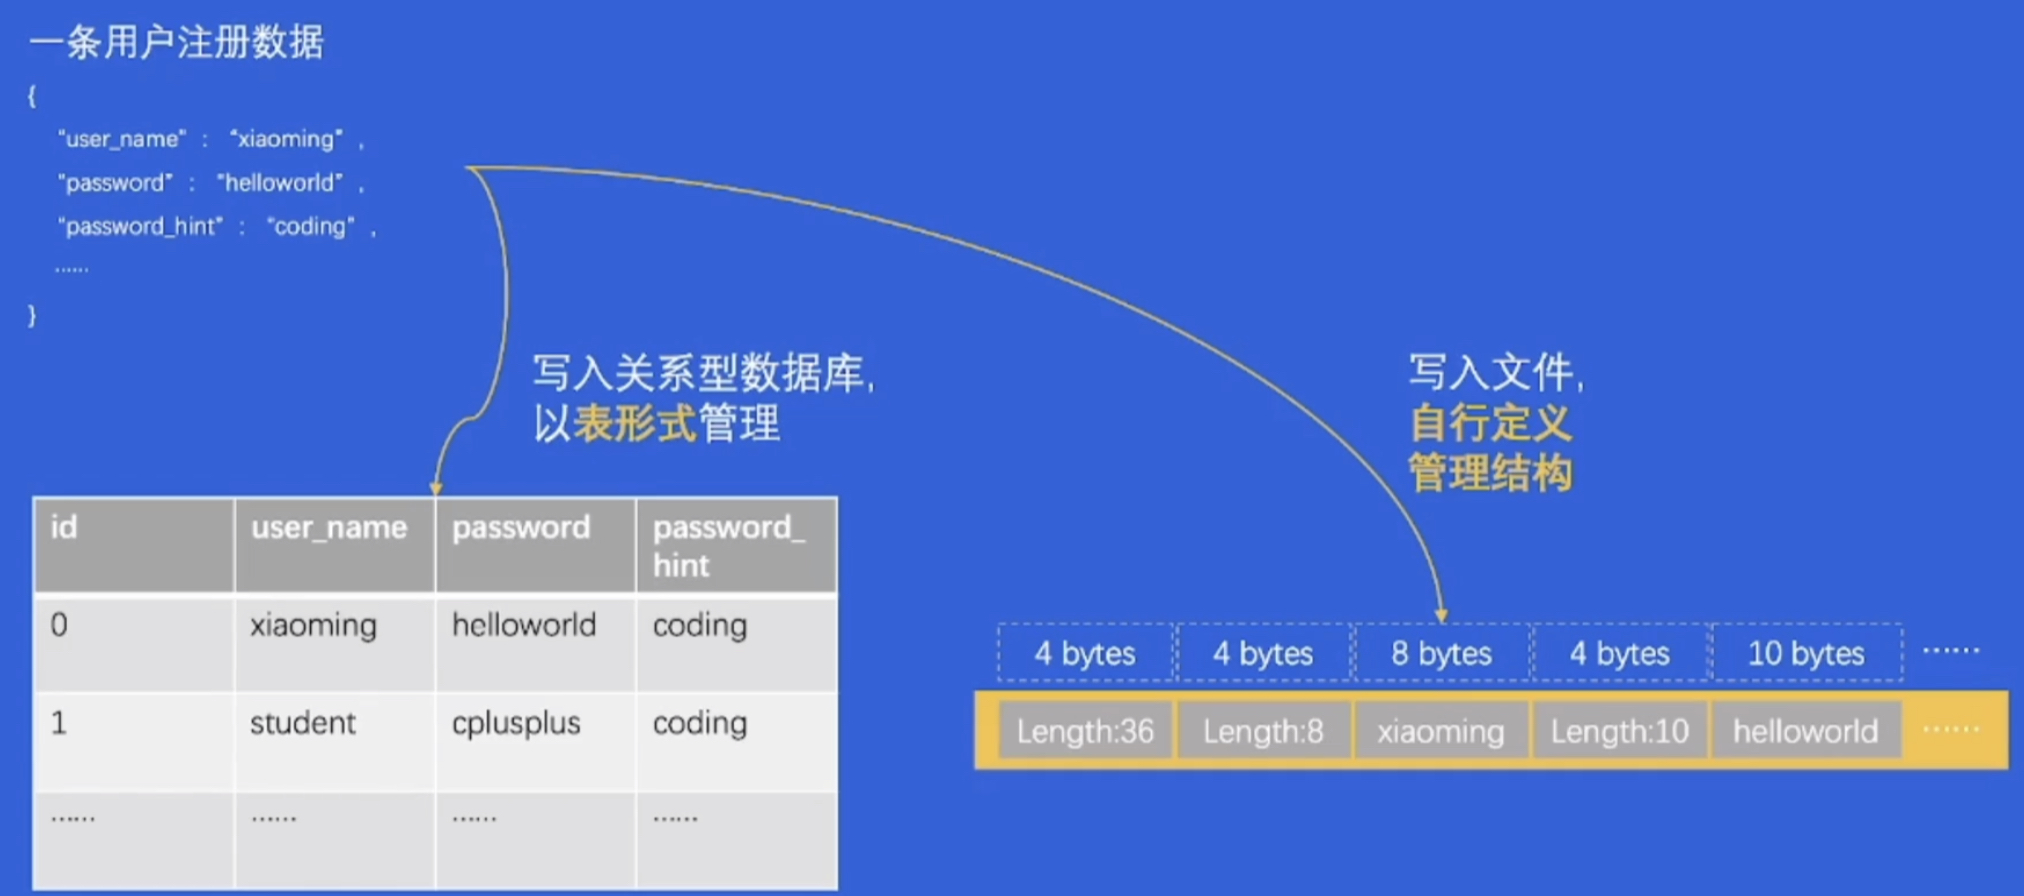 一条用户注册数据
{
"user_name" : "xiaoming" ,
"password" : "helloworld" ,
"password_hint" : "coding" ,
……
}
写入关系型数据库,
以表形式管理
写入文件,
自行定义
管理结构
id user_name password password_
hint
0 xiaoming helloworld coding
1 student cplusplus coding
…… …… …… ……
4 bytes 4 bytes 8 bytes 4 bytes 10 bytes ……
Length:36 Length:8 xiaoming Length:10 helloworld ……